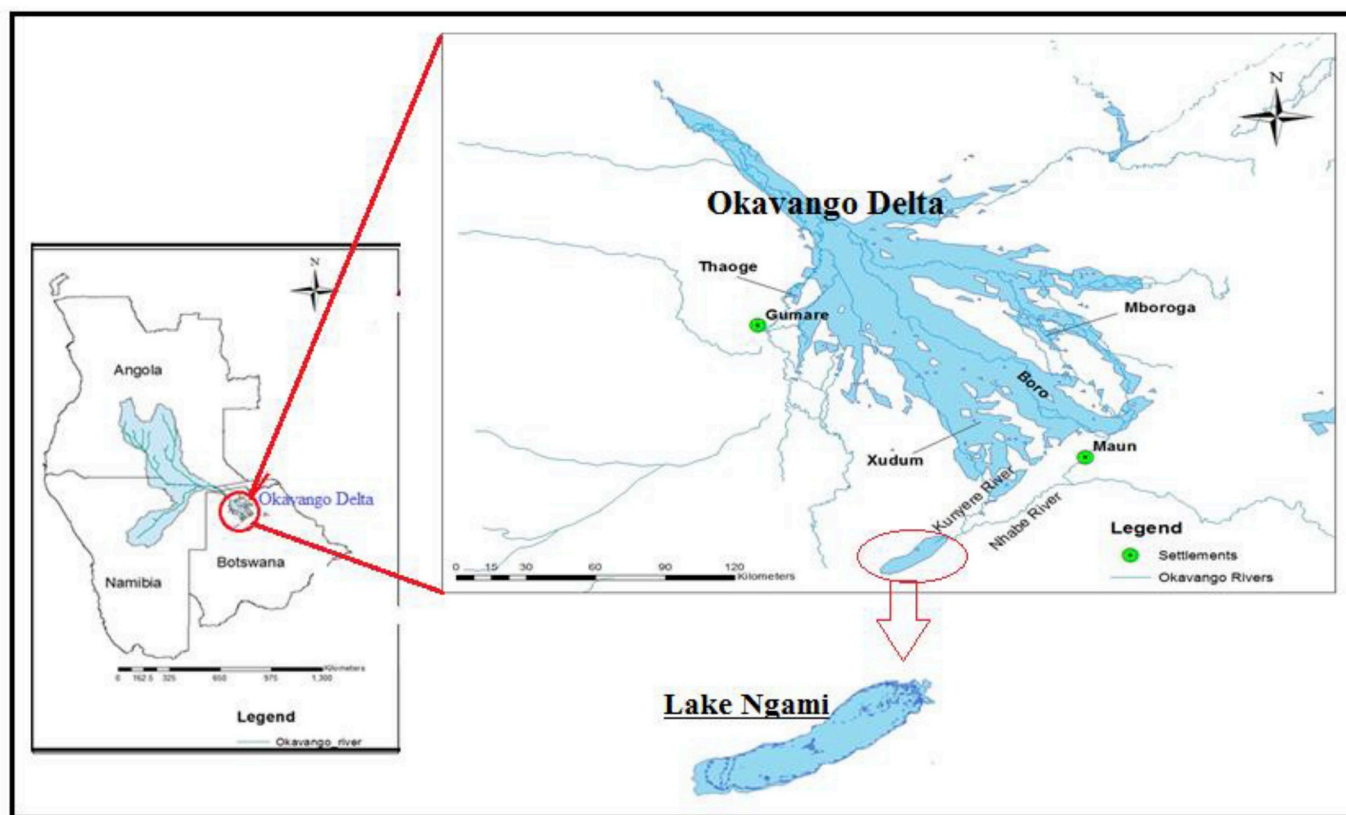 N
Angola
Okavango Delta
Namibia
Botswana
0 162.5 325 650 975 1,300
Kilometers
Legend
Okavango_river
N
Okavango Delta
Thaoge
Gumare
Mboroga
Boro
Xudum
Maun
Kunyere River
Nhabe River
Legend
Settlements
Okavango Rivers
0 15 30 60 90 120
Kilometers
Lake Ngami